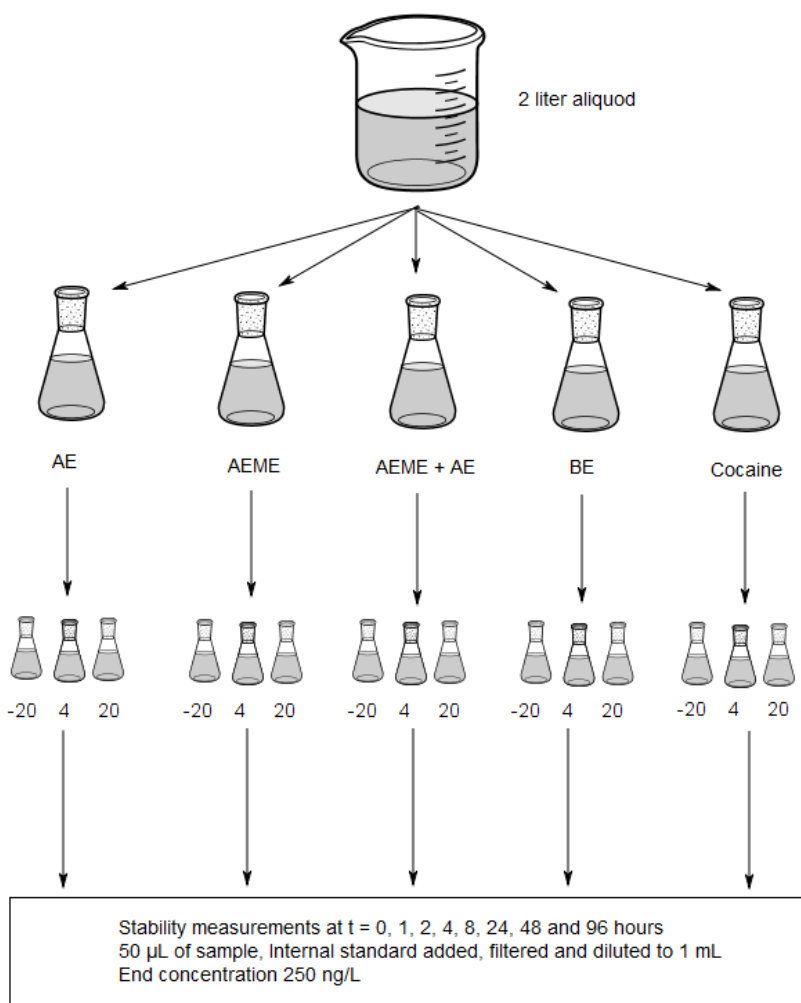 2 liter aliquod
AE AEME AEME + AE BE Cocaine
-20 4 20 -20 4 20 -20 4 20 -20 4 20 -20 4 20
Stability measurements at t = 0, 1, 2, 4, 8, 24, 48 and 96 hours
50 µL of sample, Internal standard added, filtered and diluted to 1 mL
End concentration 250 ng/L